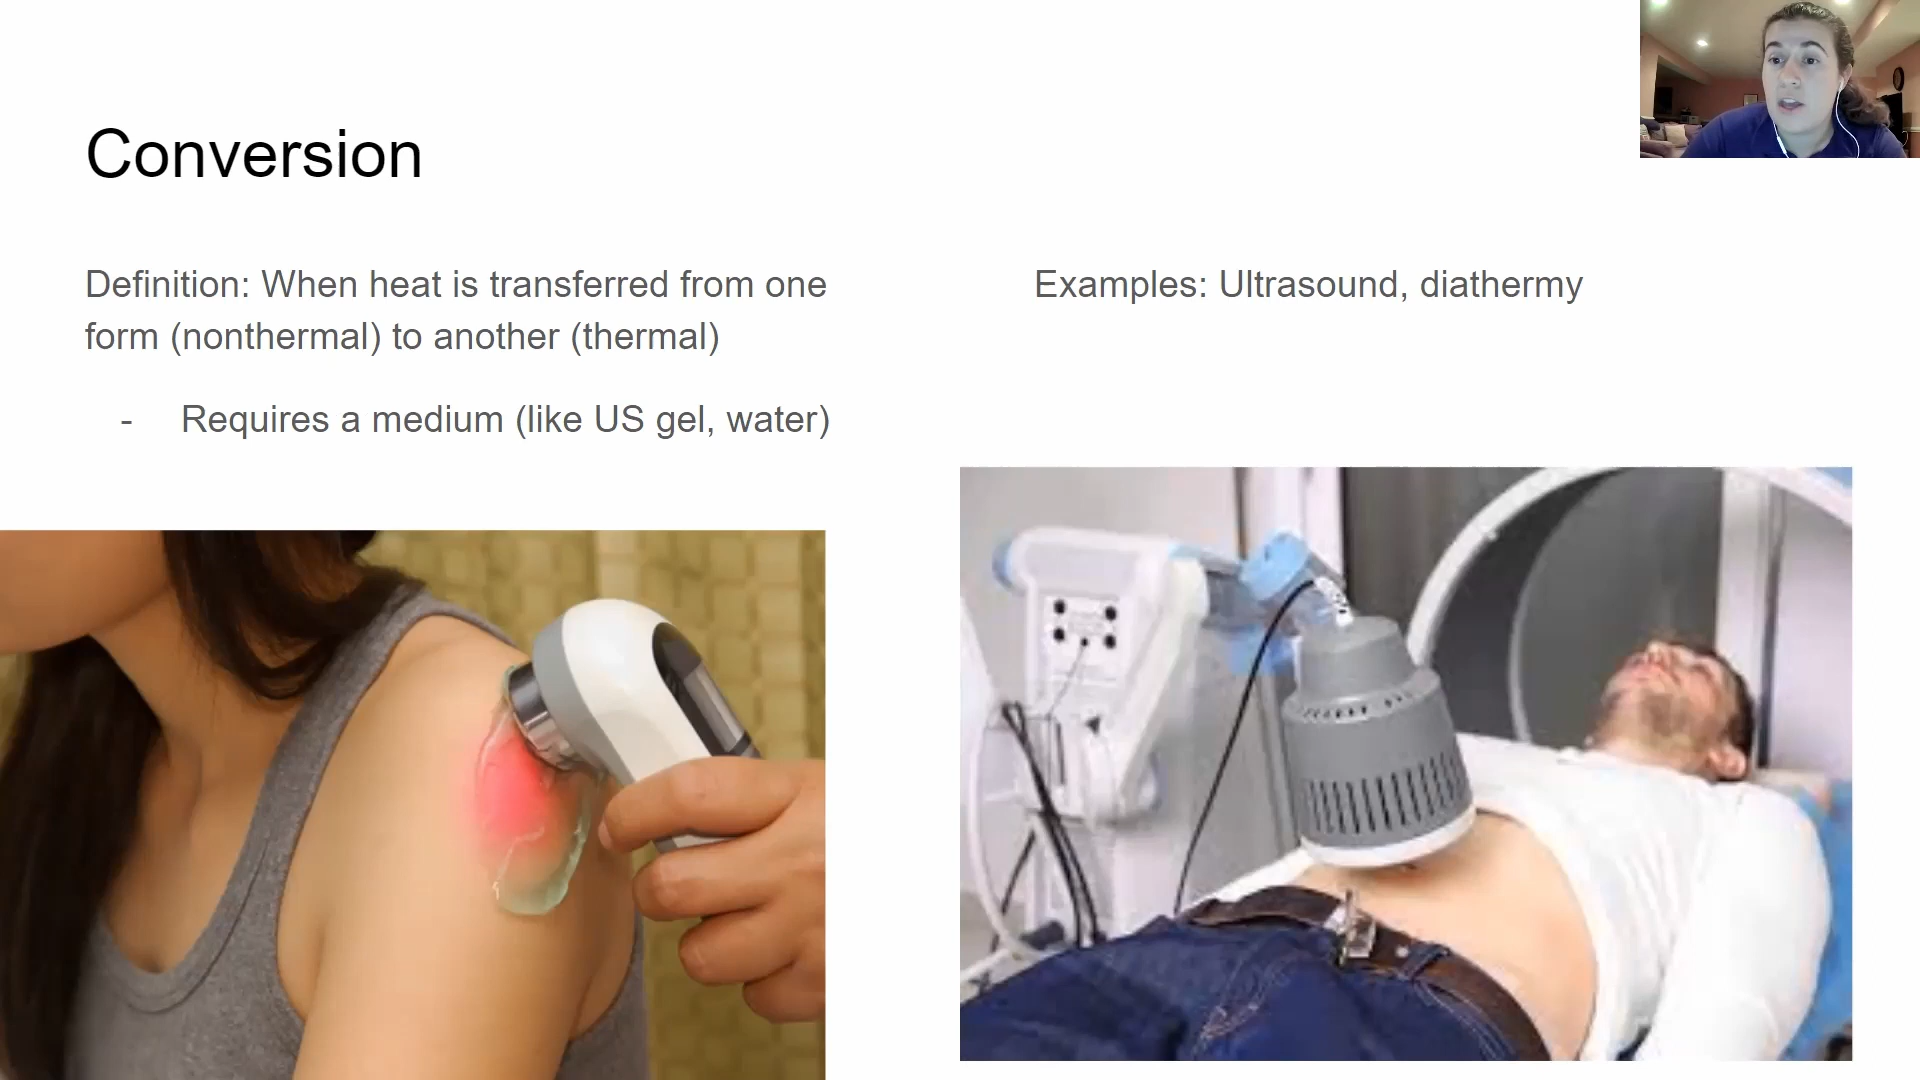 Conversion
Definition: When heat is transferred from one
form (nonthermal) to another (thermal)
- Requires a medium (like US gel, water)
Examples: Ultrasound, diathermy